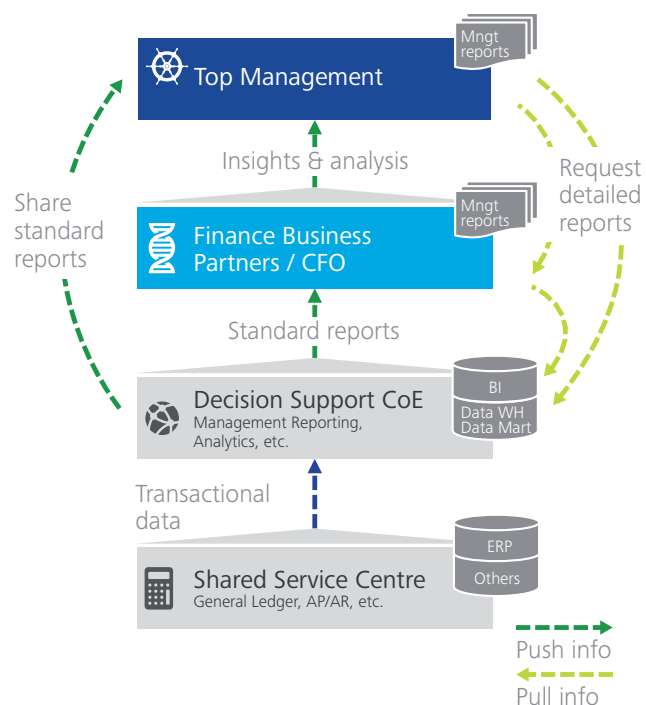 Mngt
reports
Top Management
Insights & analysis
Share
standard
reports
Request
detailed
reports
Mngt
reports
Finance Business
Partners / CFO
Standard reports
BI
Data WH
Data Mart
Decision Support CoE
Management Reporting,
Analytics, etc.
Transactional
data
ERP
Others
Shared Service Centre
General Ledger, AP/AR, etc.
Push info
Pull info